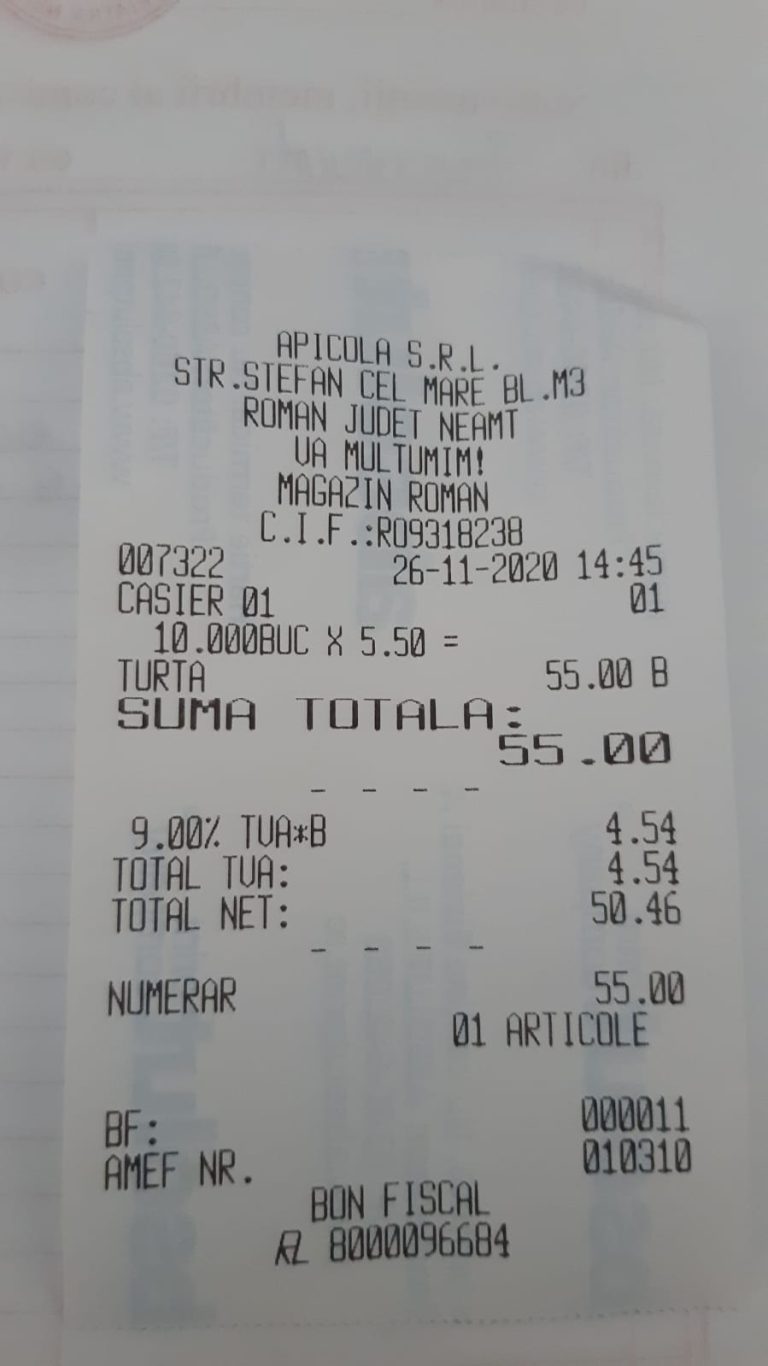 APICOLA S.R.L.
STR.STEFAN CEL MARE BL.M3
ROMAN JUDET NEAMT
VA MULTUMIM!
MAGAZIN ROMAN
C.I.F.:RO9318238
007322 26-11-2020 14:45
CASIER 01 01
10.000BUC X 5.50 =
TURTA 55.00 B
SUMA TOTALA:
55.00
- - - -
9.00% TVA*B 4.54
TOTAL TVA: 4.54
TOTAL NET: 50.46
- - - -
NUMERAR 55.00
01 ARTICOLE
BF: 000011
AMEF NR. 010310
BON FISCAL
8000096684